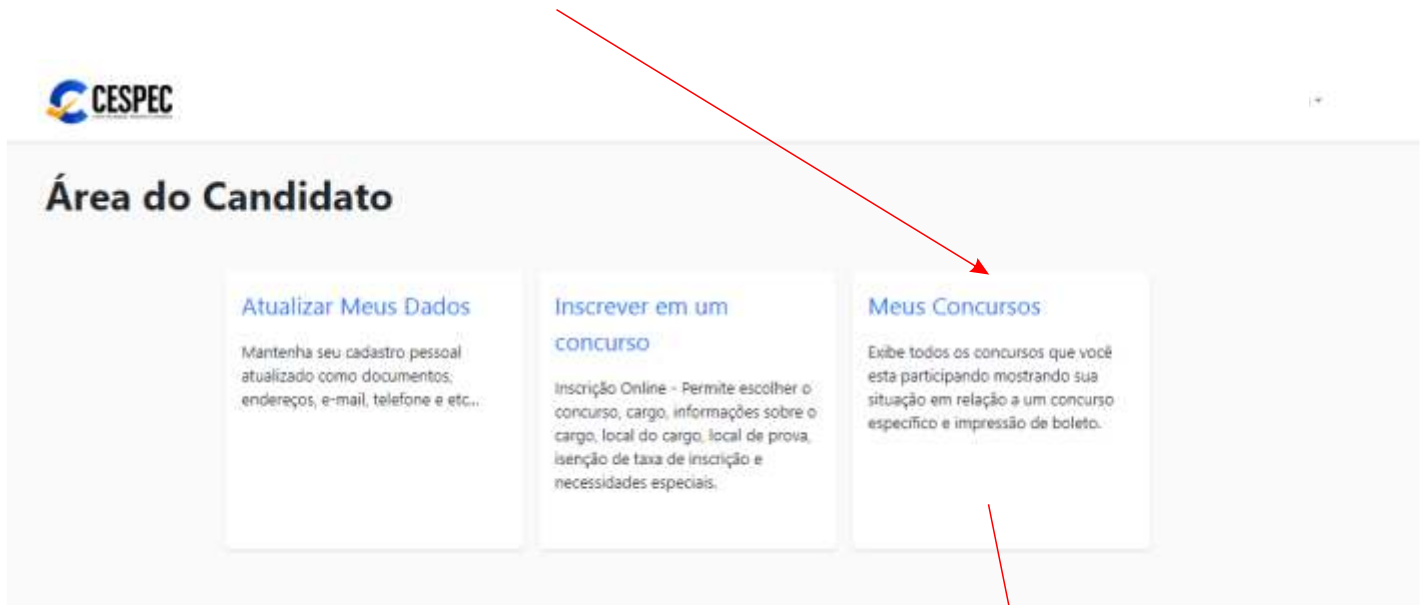 CESPEC
Área do Candidato
Atualizar Meus Dados
Mantenha seu cadastro pessoal
atualizado como documentos,
endereços, e-mail, telefone e etc...
Inscrever em um
concurso
Inscrição Online - Permite escolher o
concurso, cargo, informações sobre o
cargo, local do cargo, local de prova,
isenção de taxa de inscrição e
necessidades especiais.
Meus Concursos
Exibe todos os concursos que você
esta participando mostrando sua
situação em relação a um concurso
específico e impressão de boleto.